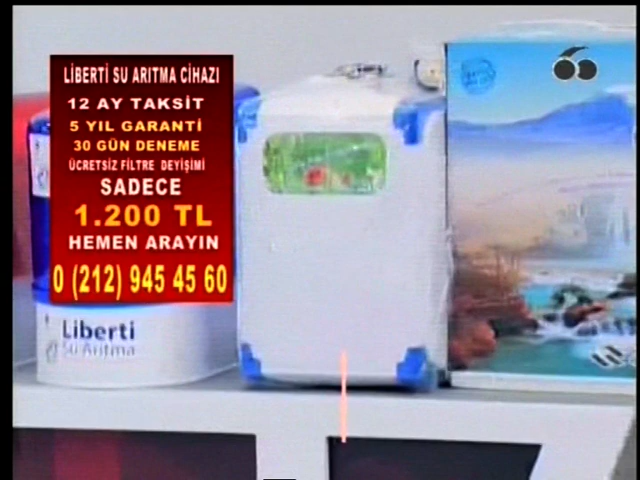 LİBERTİ SU ARITMA CİHAZI
12 AY TAKSİT
5 YIL GARANTİ
30 GÜN DENEME
ÜCRETSİZ FİLTRE DEYİŞİMİ
SADECE
1.200 TL
HEMEN ARAYIN
0 (212) 945 45 60
Liberti
Su Arıtma